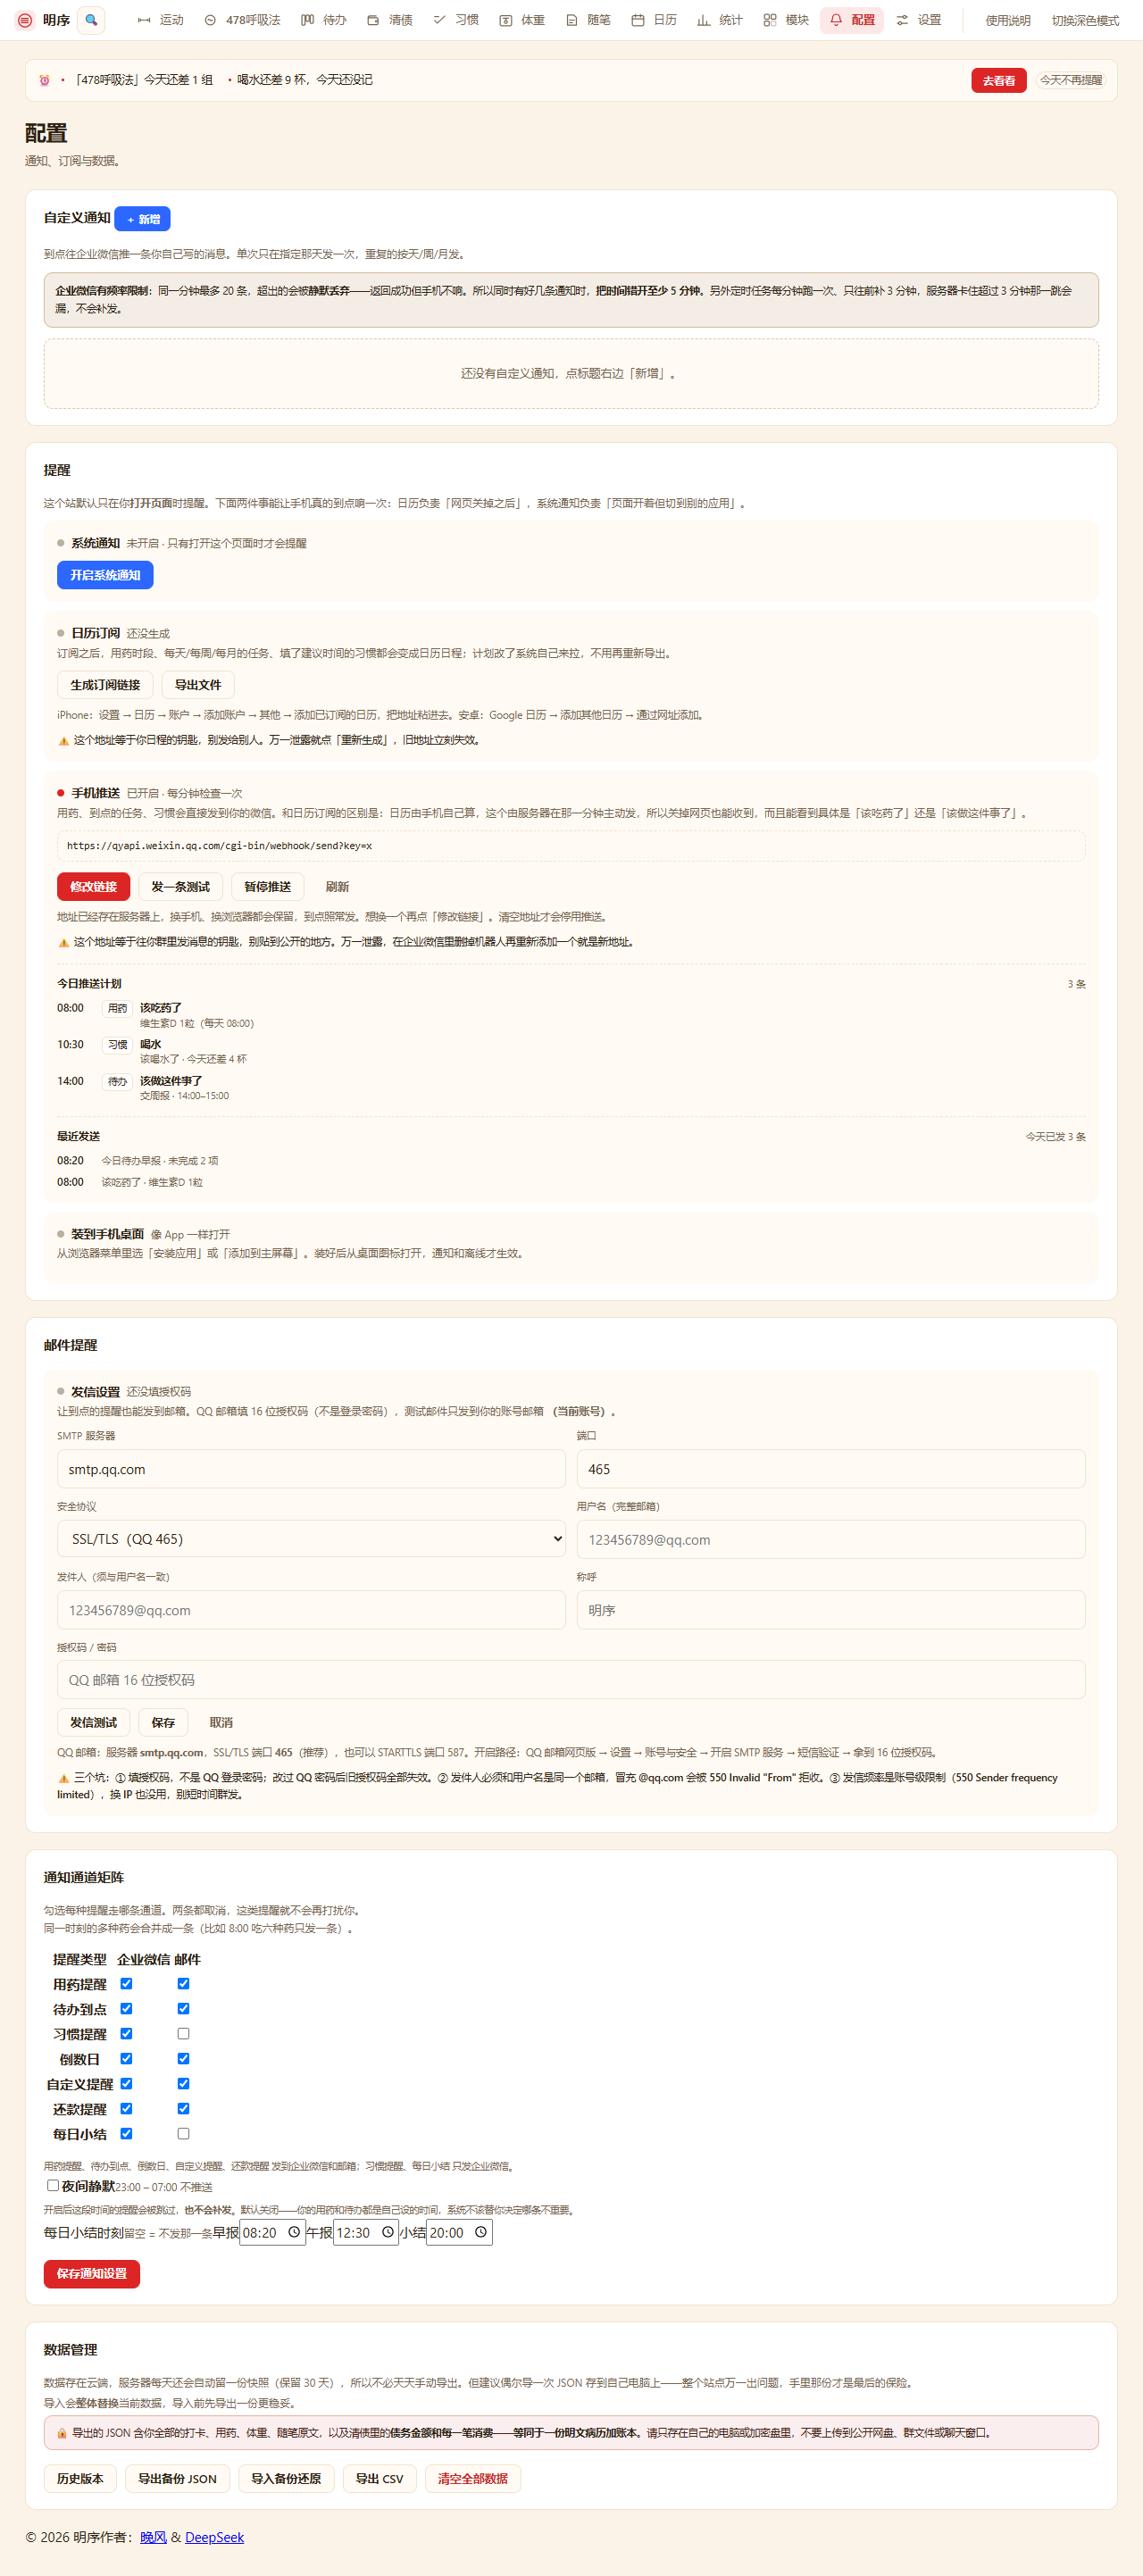 明序 运动 478呼吸法 待办 清债 习惯 体重 随笔 日历 统计 模块 配置 设置 使用说明 切换深色模式
• 「478呼吸法」今天还差 1 组 • 喝水还差 9 杯，今天还没记 去看看 今天不再提醒
配置
通知、订阅与数据。
自定义通知 + 新增
到点往企业微信推一条你自己写的消息。单次只在指定那天发一次，重复的按天/周/月发。
企业微信有频率限制：同一分钟最多 20 条，超出的会被静默丢弃——返回成功但手机不响。所以同时有好几条通知时，把时间错开至少 5 分钟。另外定时任务每分钟跑一次、只往前补 3 分钟，服务器卡住超过 3 分钟那一跳会
漏，不会补发。
还没有自定义通知，点标题右边「新增」。
提醒
这个站默认只在你打开页面时提醒。下面两件事能让手机真的到点响一次：日历负责「网页关掉之后」，系统通知负责「页面开着但切到别的应用」。
系统通知 未开启 · 只有打开这个页面时才会提醒
开启系统通知
日历订阅 还没生成
订阅之后，用药时段、每天/每周/每月的任务、填了建议时间的习惯都会变成日历日程；计划改了系统自己来拉，不用再重新导出。
生成订阅链接 导出文件
iPhone：设置 → 日历 → 账户 → 添加账户 → 其他 → 添加已订阅的日历，把地址粘进去。安卓：Google 日历 → 添加其他日历 → 通过网址添加。
⚠️ 这个地址等于你日程的钥匙，别发给别人。万一泄露就点「重新生成」，旧地址立刻失效。
手机推送 已开启 · 每分钟检查一次
用药、到点的任务、习惯会直接发到你的微信。和日历订阅的区别是：日历由手机自己算，这个由服务器在那一分钟主动发，所以关掉网页也能收到，而且能看到具体是「该吃药了」还是「该做这件事了」。
https://qyapi.weixin.qq.com/cgi-bin/webhook/send?key=x
修改链接 发一条测试 暂停推送 刷新
地址已经存在服务器上，换手机、换浏览器都会保留，到点照常发。想换一个再点「修改链接」。清空地址才会停用推送。
⚠️ 这个地址等于往你群里发消息的钥匙，别贴到公开的地方。万一泄露，在企业微信里删掉机器人再重新添加一个就是新地址。
今日推送计划 3 条
08:00 用药 该吃药了
维生素D 1粒（每天 08:00）
10:30 习惯 喝水
该喝水了 · 今天还差 4 杯
14:00 待办 该做这件事了
交周报 · 14:00–15:00
最近发送 今天已发 3 条
08:20 今日待办早报 · 未完成 2 项
08:00 该吃药了 · 维生素D 1粒
装到手机桌面 像 App 一样打开
从浏览器菜单里选「安装应用」或「添加到主屏幕」。装好后从桌面图标打开，通知和离线才生效。
邮件提醒
发信设置 还没填授权码
让到点的提醒也能发到邮箱。QQ 邮箱填 16 位授权码（不是登录密码），测试邮件只发到你的账号邮箱（当前账号）。
SMTP 服务器 端口
smtp.qq.com 465
安全协议 用户名（完整邮箱）
SSL/TLS（QQ 465） 123456789@qq.com
发件人（须与用户名一致） 称呼
123456789@qq.com 明序
授权码 / 密码
QQ 邮箱 16 位授权码
发信测试 保存 取消
QQ 邮箱：服务器 smtp.qq.com，SSL/TLS 端口 465（推荐），也可以 STARTTLS 端口 587。开启路径：QQ 邮箱网页版 → 设置 → 账号与安全 → 开启 SMTP 服务 → 短信验证 → 拿到 16 位授权码。
⚠️ 三个坑：① 填授权码，不是 QQ 登录密码；改过 QQ 密码后旧授权码全部失效。② 发件人必须和用户名是同一个邮箱，冒充 @qq.com 会被 550 Invalid "From" 拒收。③ 发信频率是账号级限制（550 Sender frequency
limited），换 IP 也没用，别短时间群发。
通知通道矩阵
勾选每种提醒走哪条通道。两条都取消，这类提醒就不会再打扰你。
同一时刻的多种药会合并成一条（比如 8:00 吃六种药只发一条）。
提醒类型 企业微信 邮件
用药提醒
待办到点
习惯提醒
倒数日
自定义提醒
还款提醒
每日小结
用药提醒、待办到点、倒数日、自定义提醒、还款提醒 发到企业微信和邮箱；习惯提醒、每日小结 只发企业微信。
夜间静默23:00 – 07:00 不推送
开启后这段时间的提醒会被跳过，也不会补发。默认关闭——你的用药和待办都是自己设的时间，系统不该替你决定哪条不重要。
每日小结时刻留空 = 不发那一条早报08:20 午报12:30 小结20:00
保存通知设置
数据管理
数据存在云端，服务器每天还会自动留一份快照（保留 30 天），所以不必天天手动导出。但建议偶尔导一次 JSON 存到自己电脑上——整个站点万一出问题，手里那份才是最后的保险。
导入会整体替换当前数据，导入前先导出一份更稳妥。
🔒 导出的 JSON 含你全部的打卡、用药、体重、随笔原文，以及清债里的债务金额和每一笔消费——等同于一份明文病历加账本。请只存在自己的电脑或加密盘里，不要上传到公开网盘、群文件或聊天窗口。
历史版本 导出备份 JSON 导入备份还原 导出 CSV 清空全部数据
© 2026 明序作者：晚风 & DeepSeek